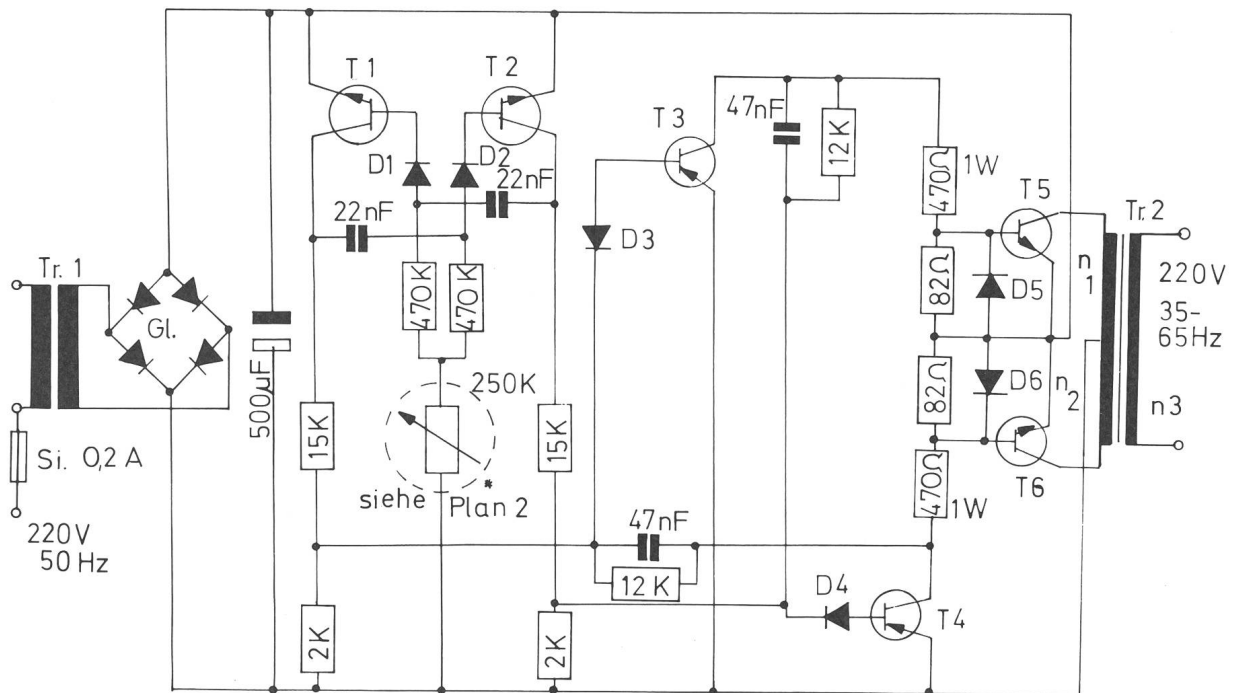 T 1
T 2
T 3
47nF
12K
470Ω
1W
T 5
Tr. 2
D1
D2
22nF
22nF
D3
82Ω
D5
n
1
220V
35-
65Hz
Tr. 1
Gl.
470K
470K
500µF
250K
82Ω
D6
n
2
n3
15K
15K
Si. 0,2 A
siehe
*
Plan 2
470Ω
1W
T6
220V
50 Hz
47nF
12 K
D4
T4
2K
2K